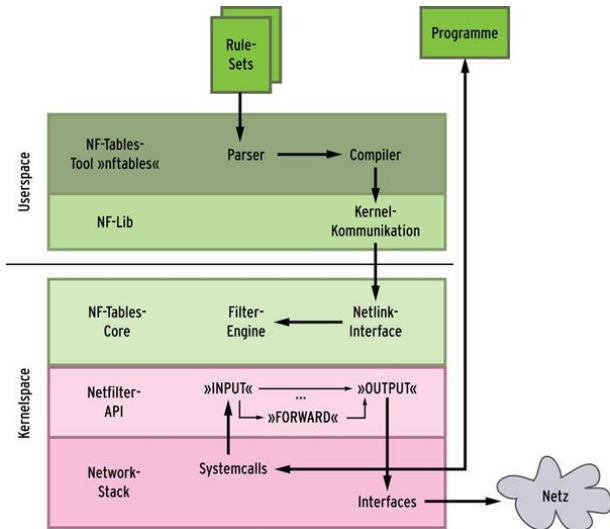 Rule-
Sets
Programme
Userspace
NF-Tables-
Tool »nftables«
Parser
Compiler
NF-Lib
Kernel-
Kommunikation
Kernelspace
NF-Tables-
Core
Filter-
Engine
Netlink-
Interface
Netfilter-
API
»INPUT«
...
»OUTPUT«
»FORWARD«
Network-
Stack
Systemcalls
Interfaces
Netz